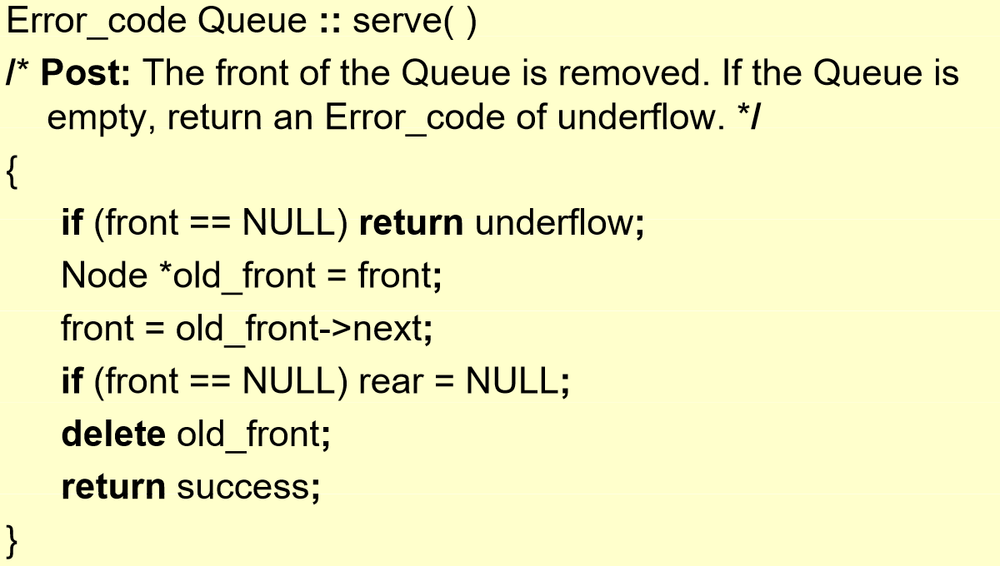 Error_code Queue :: serve( )
/* Post: The front of the Queue is removed. If the Queue is
empty, return an Error_code of underflow. */
{
if (front == NULL) return underflow;
Node *old_front = front;
front = old_front->next;
if (front == NULL) rear = NULL;
delete old_front;
return success;
}